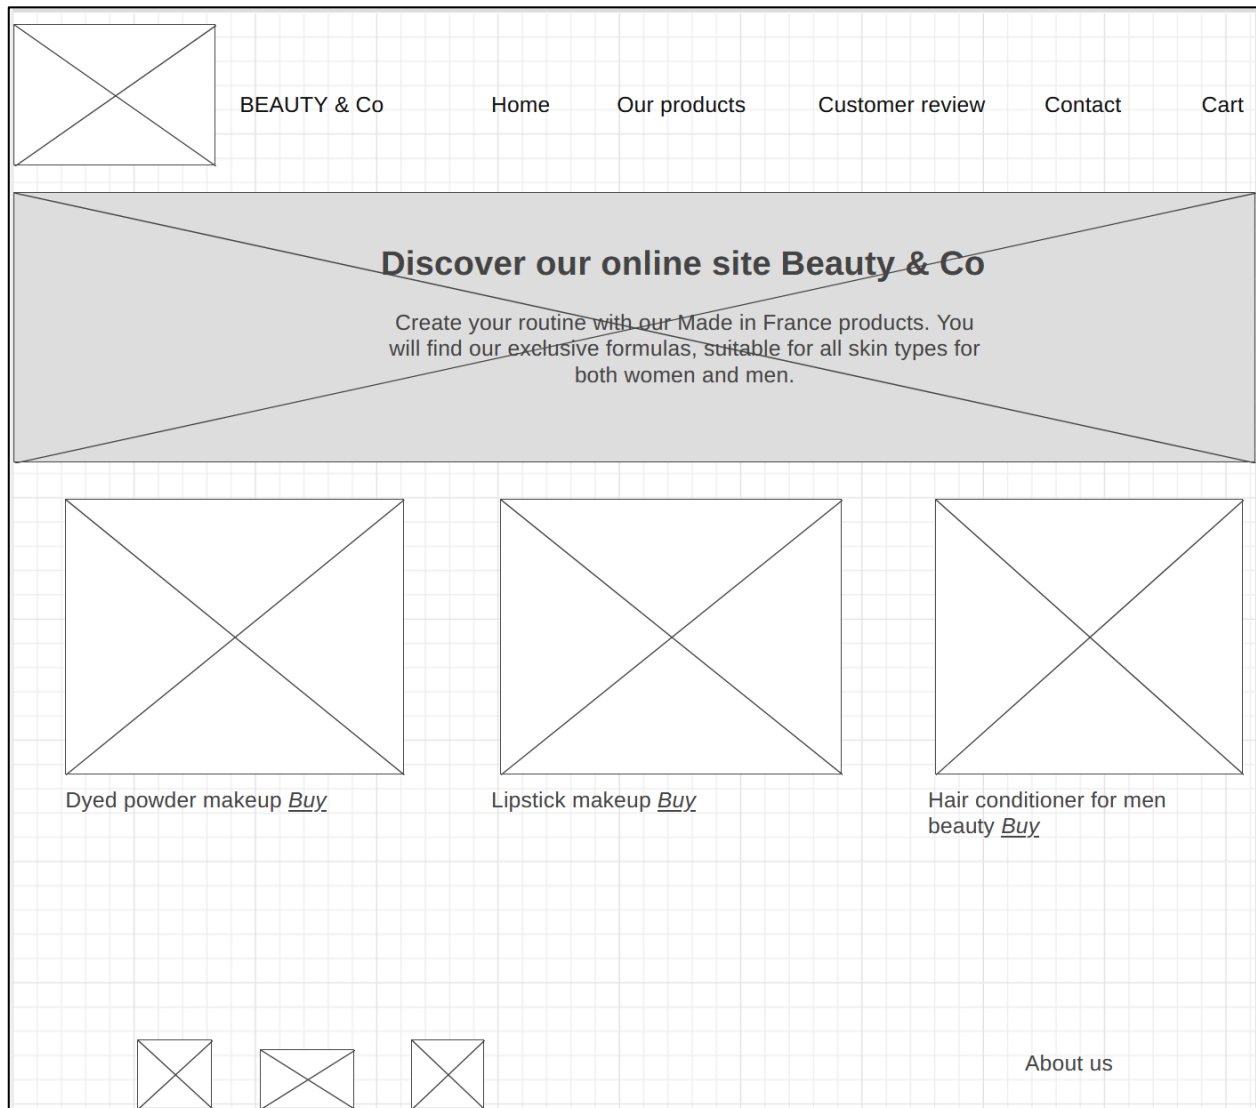 BEAUTY & Co
Home
Our products
Customer review
Contact
Cart
Discover our online site Beauty & Co
Create your routine with our Made in France products. You
will find our exclusive formulas, suitable for all skin types for
both women and men.
Dyed powder makeup Buy
Lipstick makeup Buy
Hair conditioner for men
beauty Buy
About us